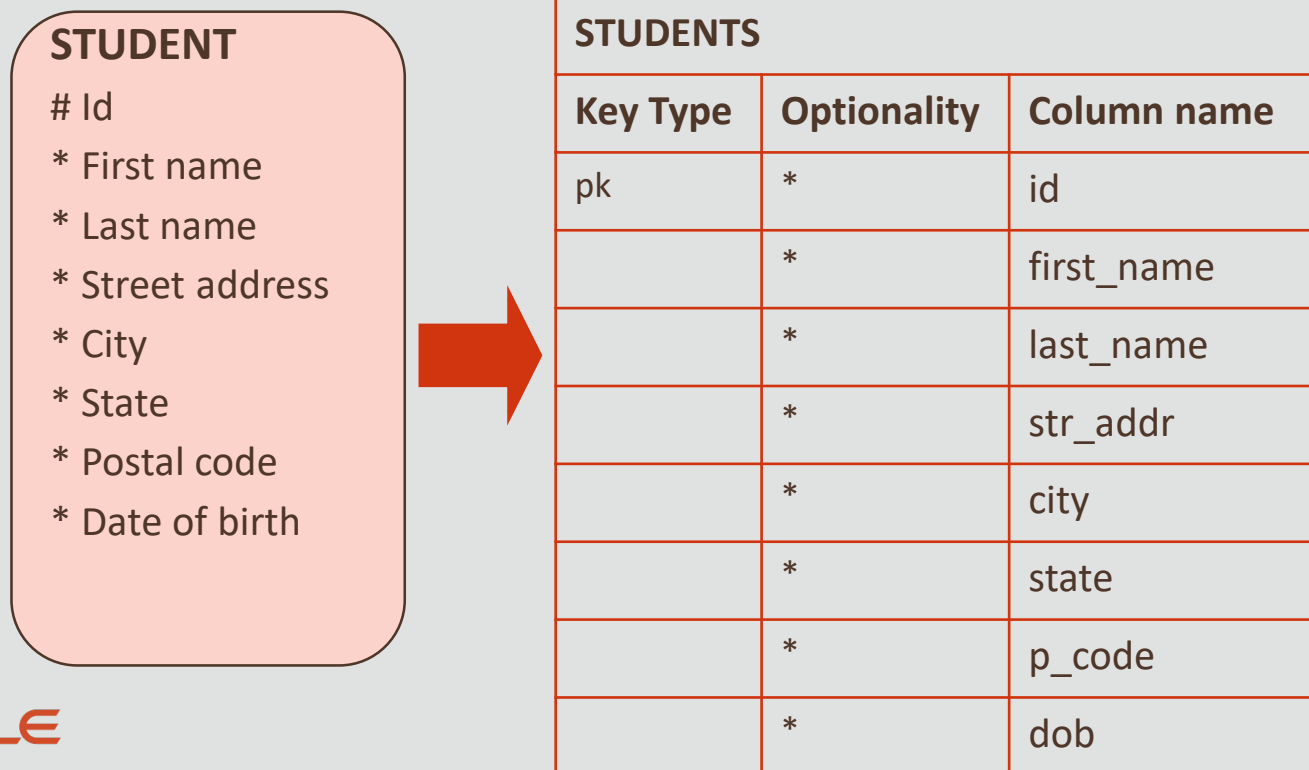 STUDENT
# Id
* First name
* Last name
* Street address
* City
* State
* Postal code
* Date of birth
STUDENTS
Key Type Optionality Column name
pk * id
* first_name
* last_name
* str_addr
* city
* state
* p_code
* dob
LE